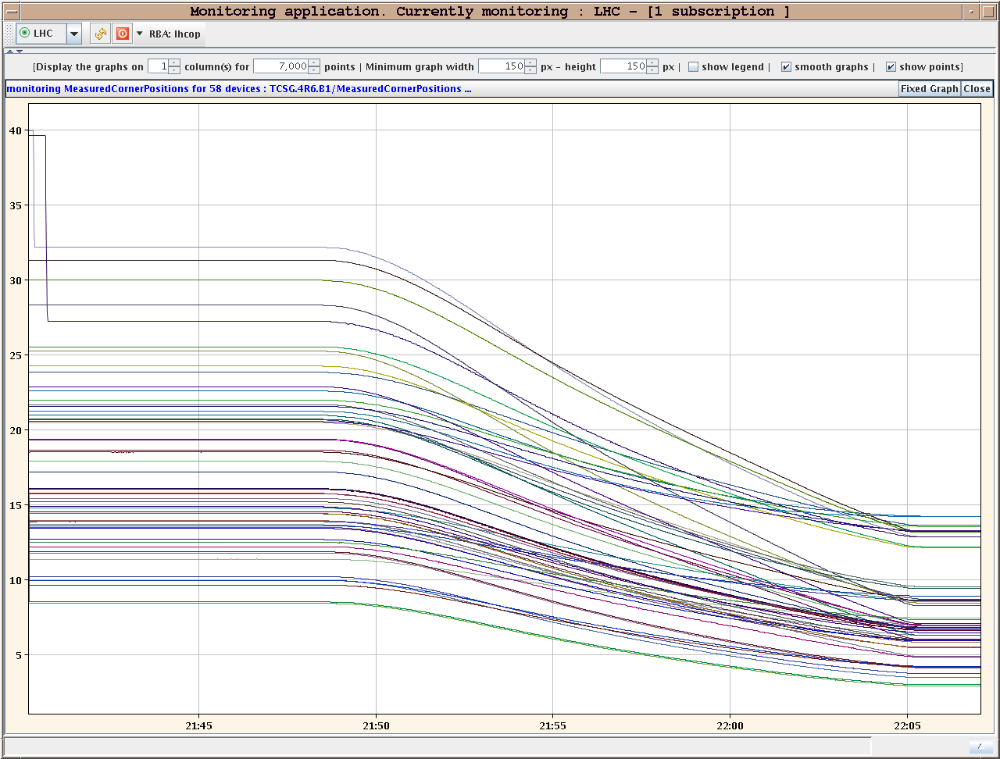 Monitoring application. Currently monitoring : LHC - [1 subscription ]
LHC RBA: lhcop
[Display the graphs on 1 column(s) for 7,000 points | Minimum graph width 150 px - height 150 px | show legend | smooth graphs | show points]
monitoring MeasuredCornerPositions for 58 devices : TCSG.4R6.B1/MeasuredCornerPositions ... Fixed Graph Close
40
35
30
25
20
15
10
5
21:45 21:50 21:55 22:00 22:05